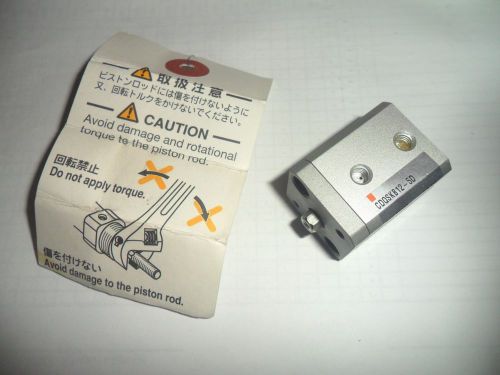 取扱注意
ピストンロッドには傷を付けないように
又、回転トルクをかけないでください。
CAUTION
Avoid damage and rotational
torque to the piston rod.
回転禁止
Do not apply torque.
傷を付けない
Avoid damage to the piston rod.
CDQSKB12-5D